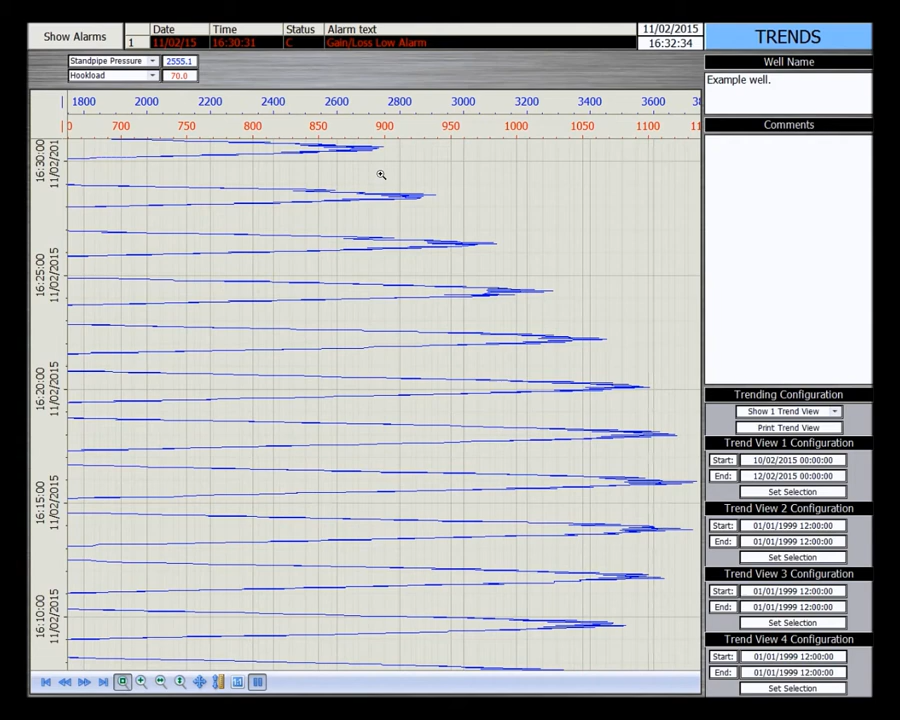 Show Alarms
Date Time Status Alarm text
1 11/02/15 16:30:31 C Gain/Loss Low Alarm
11/02/2015
16:32:34
TRENDS
Standpipe Pressure 2555.1
Hookload 70.0
Well Name
Example well.
1800 2000 2200 2400 2600 2800 3000 3200 3400 3600 38
0 700 750 800 850 900 950 1000 1050 1100 11
Comments
16:30:00
11/02/201
16:25:00
11/02/2015
16:20:00
11/02/2015
16:15:00
11/02/2015
16:10:00
11/02/2015
Trending Configuration
Show 1 Trend View
Print Trend View
Trend View 1 Configuration
Start: 10/02/2015 00:00:00
End: 12/02/2015 00:00:00
Set Selection
Trend View 2 Configuration
Start: 01/01/1999 12:00:00
End: 01/01/1999 12:00:00
Set Selection
Trend View 3 Configuration
Start: 01/01/1999 12:00:00
End: 01/01/1999 12:00:00
Set Selection
Trend View 4 Configuration
Start: 01/01/1999 12:00:00
End: 01/01/1999 12:00:00
Set Selection